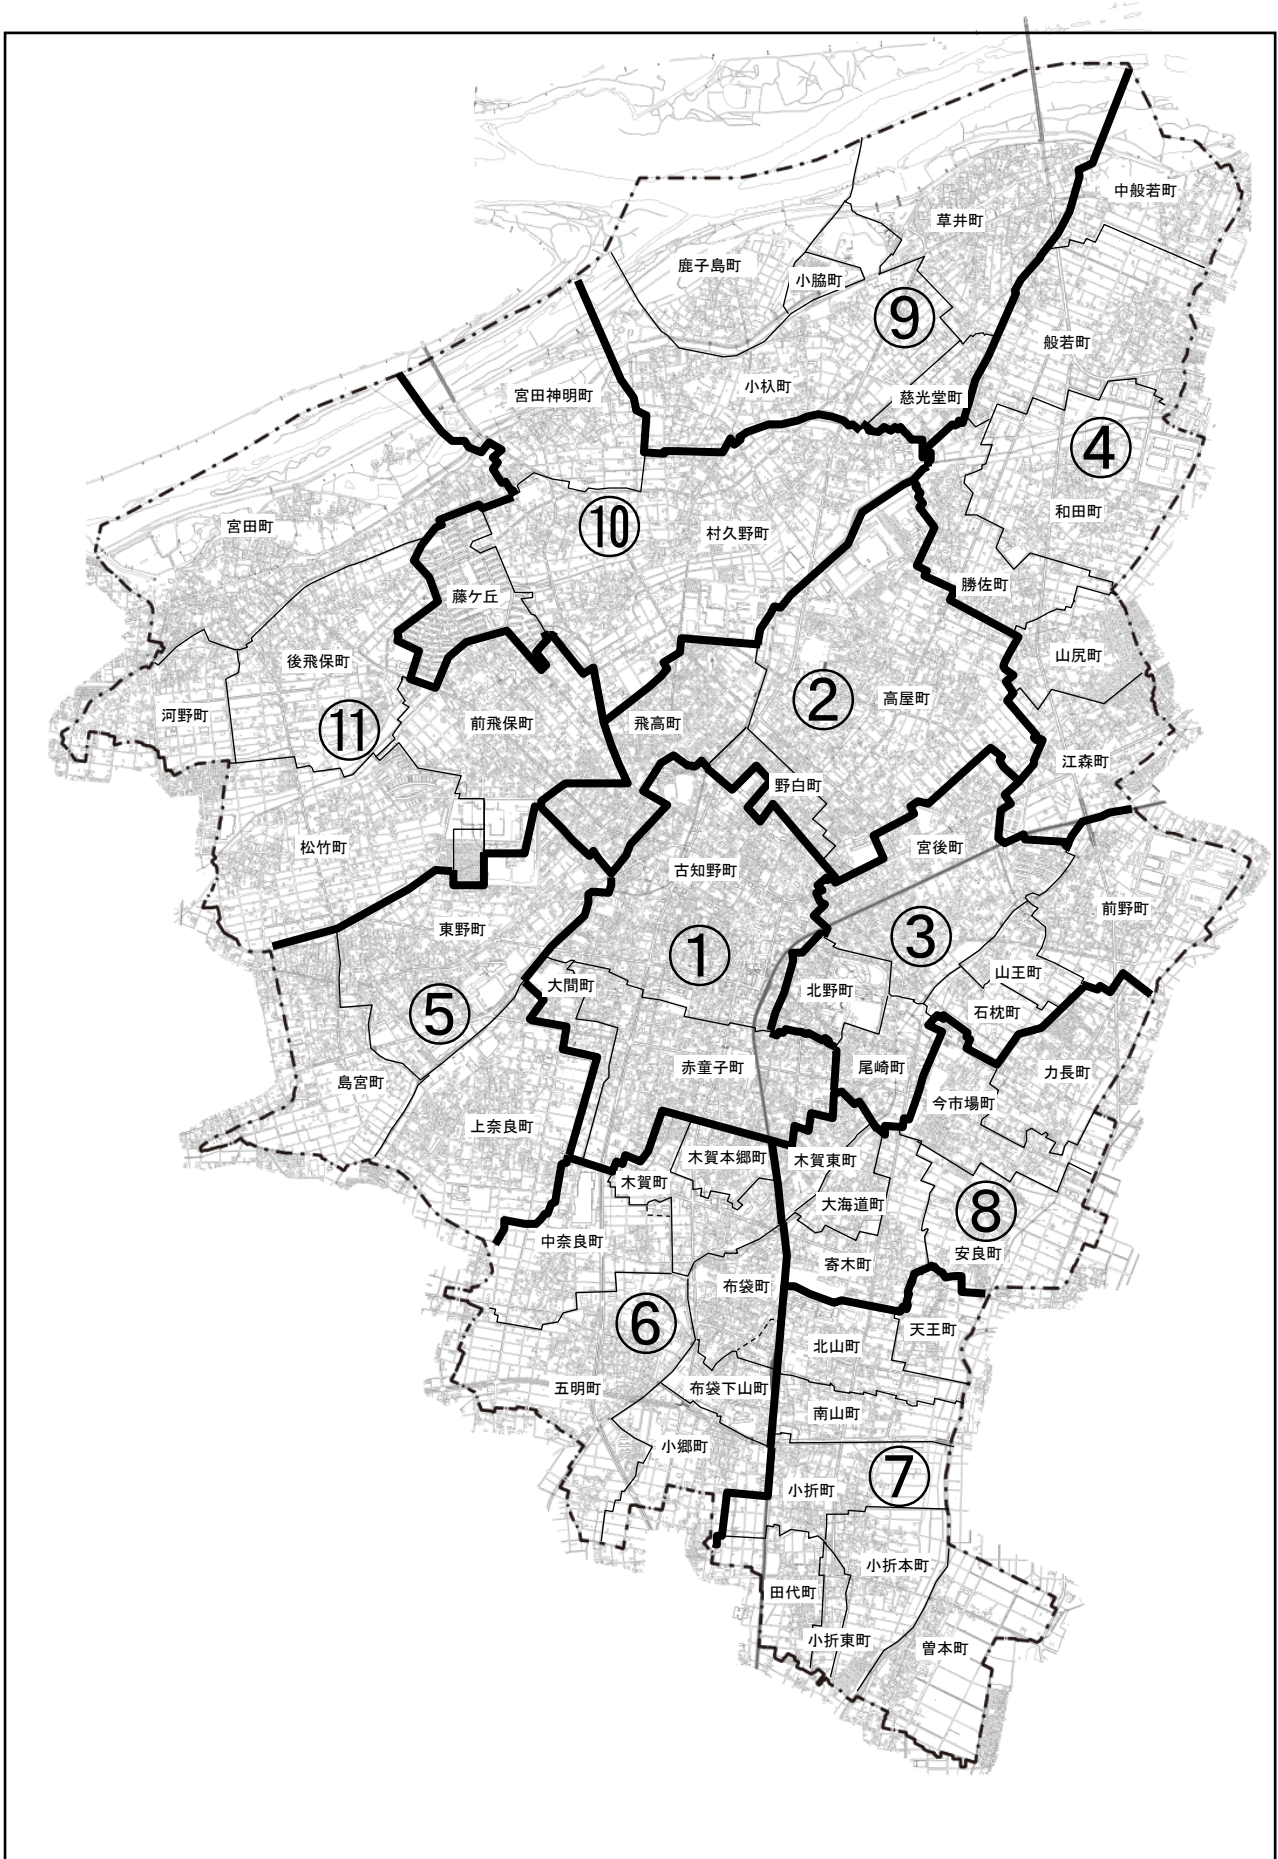 中般若町
草井町
鹿子島町
小脇町
⑨
般若町
宮田神明町
小杁町
慈光堂町
④
和田町
宮田町
⑩
村久野町
藤ケ丘
勝佐町
山尻町
後飛保町
河野町
⑪
前飛保町
飛高町
②
高屋町
江森町
野白町
松竹町
古知野町
宮後町
東野町
①
③
前野町
大間町
北野町
山王町
石枕町
⑤
島宮町
赤童子町
尾崎町
力長町
今市場町
上奈良町
木賀本郷町
木賀東町
木賀町
大海道町
⑧
中奈良町
安良町
寄木町
布袋町
⑥
天王町
北山町
五明町
布袋下山町
南山町
小郷町
⑦
小折町
小折本町
田代町
小折東町
曽本町